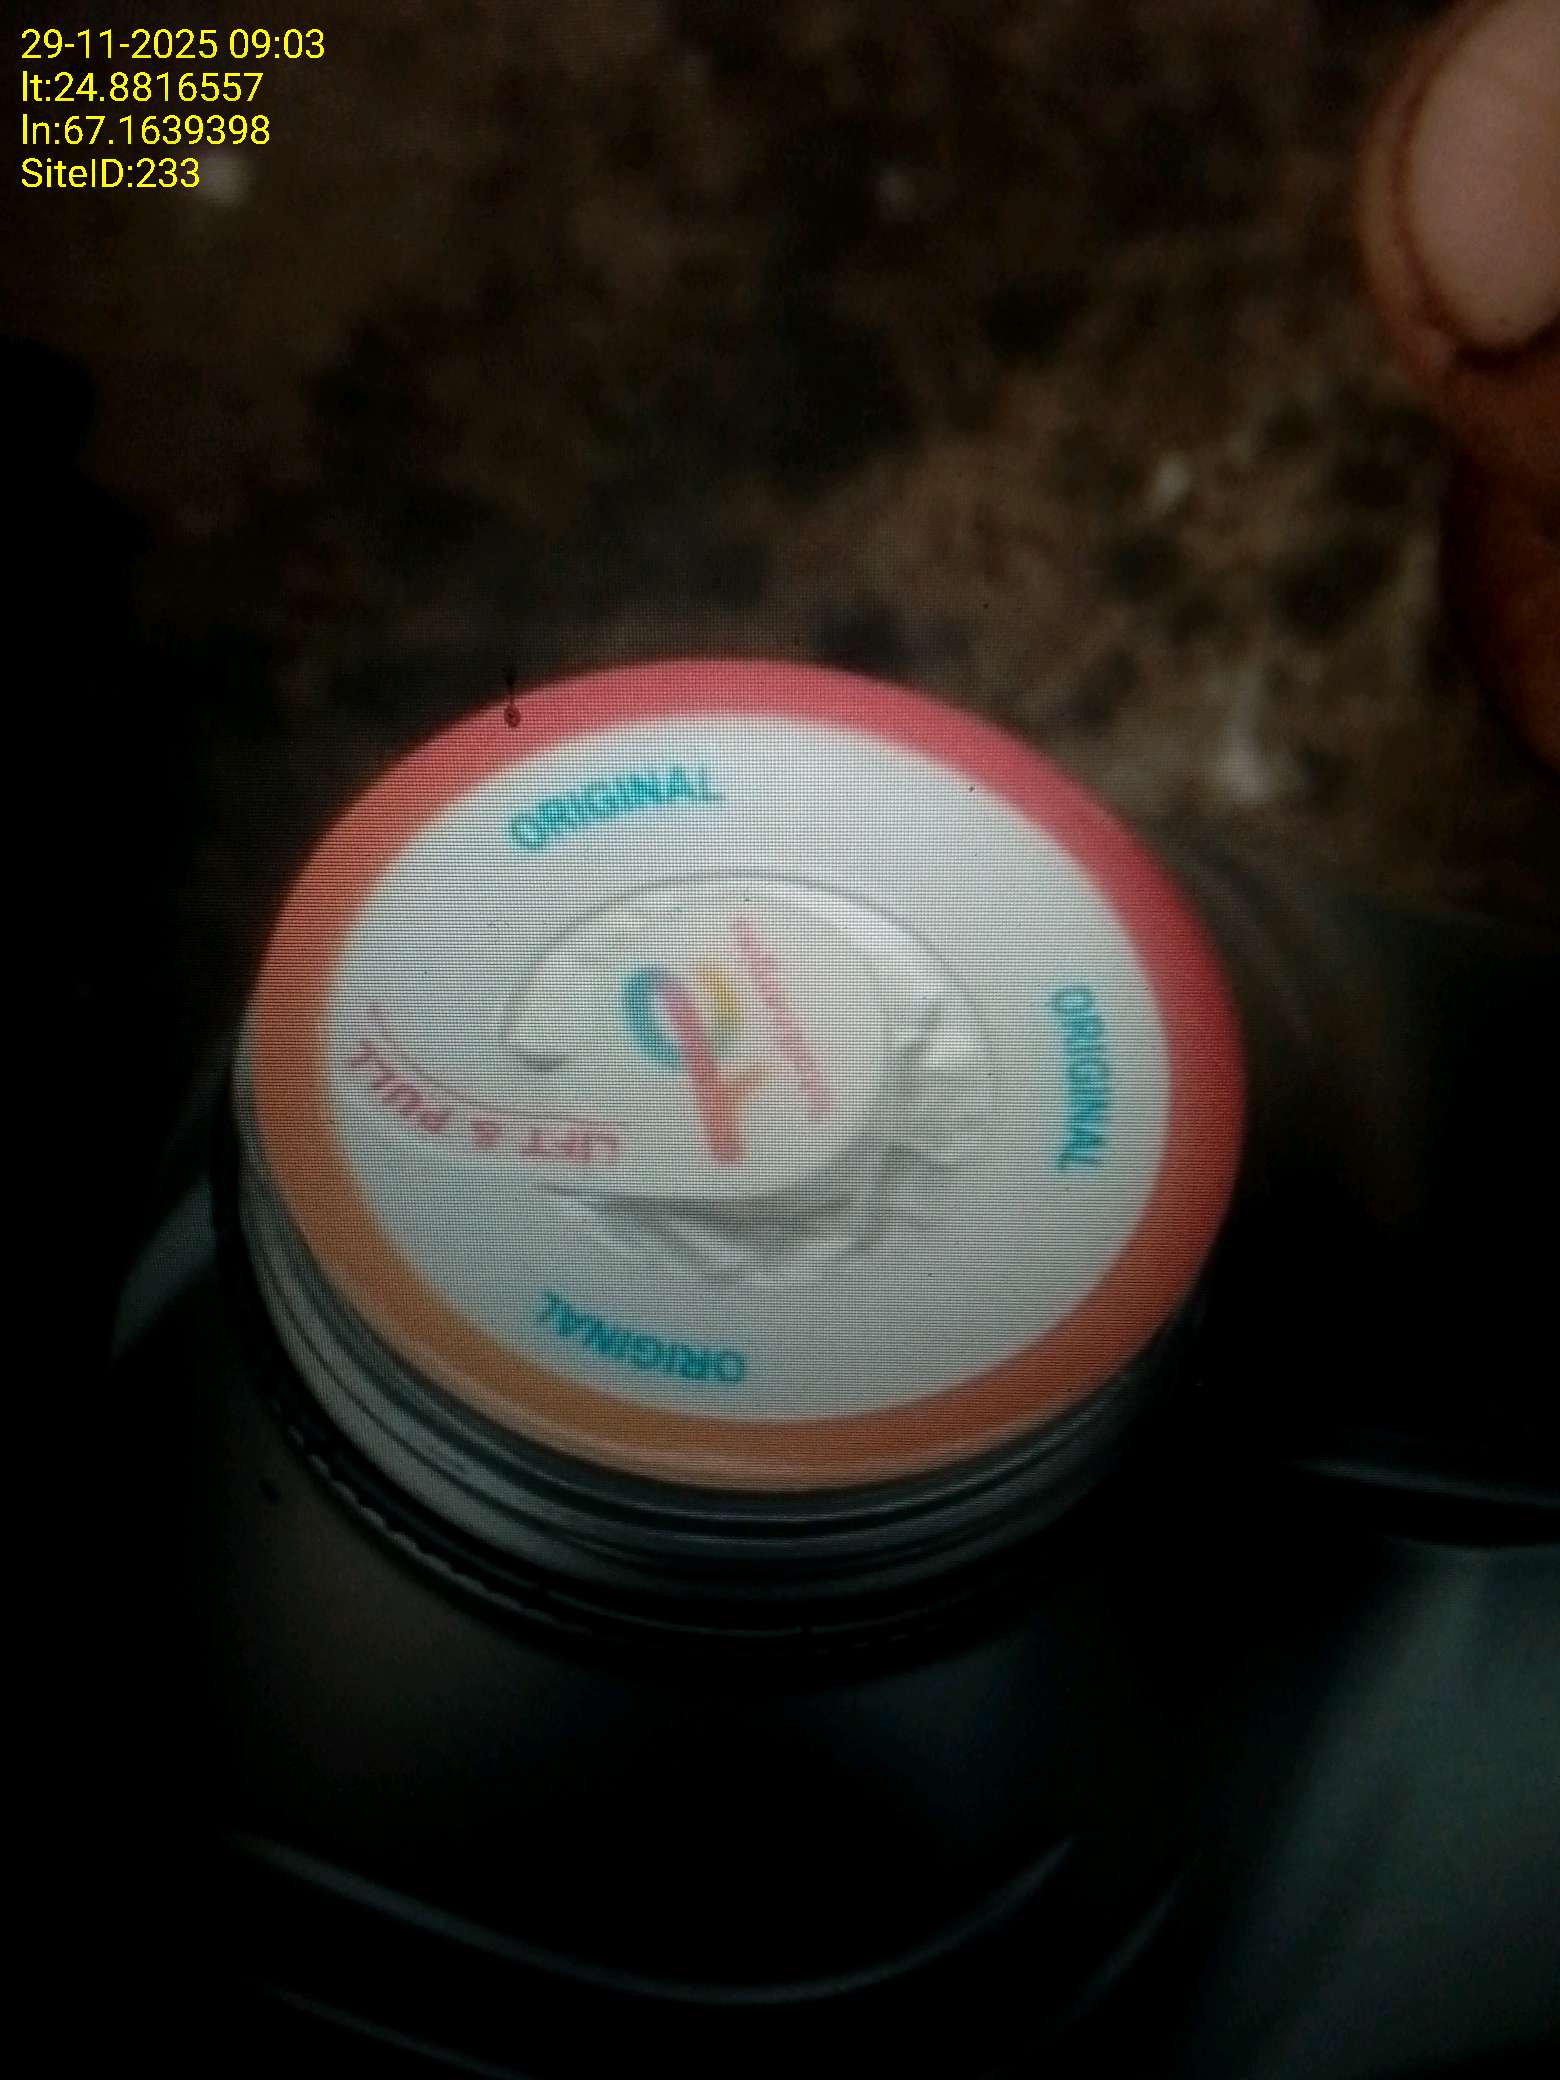 29-11-2025 09:03
lt:24.8816557
ln:67.1639398
SiteID:233
ORIGINAL
ORIGINAL
LIFT & PULL
ORIGINAL